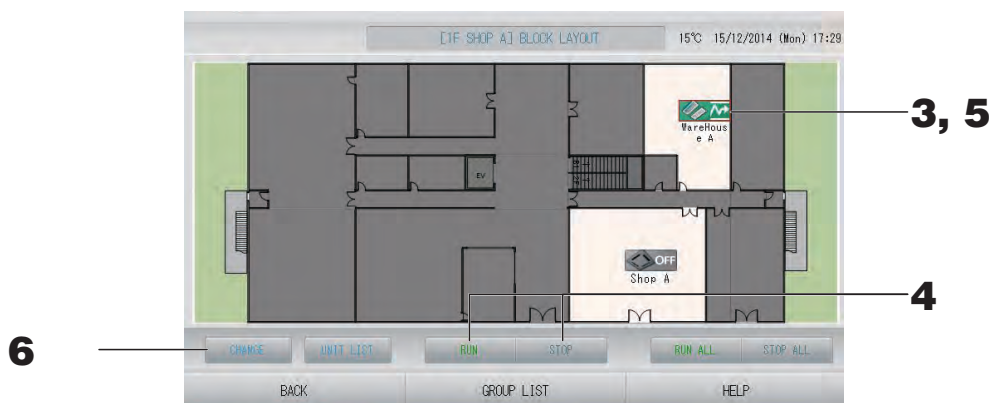 [1F SHOP A] BLOCK LAYOUT
15℃ 15/12/2014 (Mon) 17:29
3, 5
WareHous
e A
EV
OFF
Shop A
4
6
CHANGE
UNIT LIST
RUN
STOP
RUN ALL
STOP ALL
BACK
GROUP LIST
HELP